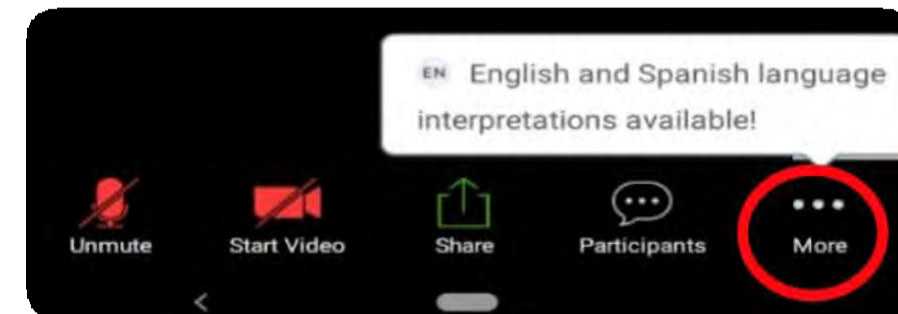 EN English and Spanish language
interpretations available!
Unmute Start Video Share Participants More